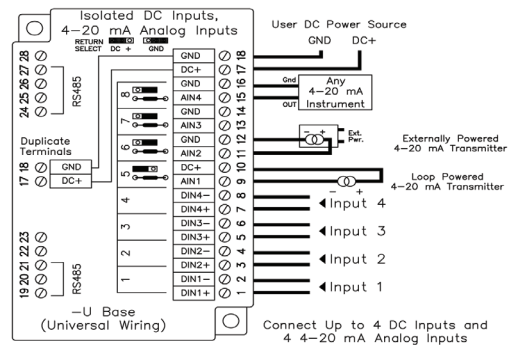 Isolated DC Inputs,
4-20 mA Analog Inputs
RETURN
SELECT DC + GND
User DC Power Source
GND DC+
28
27
26
25
24
RS485
Duplicate
Terminals
18 GND
17 DC+
23
22
21
20
19
RS485
GND 18
DC+ 17
8 GND 16
AIN4 15
7 GND 14
AIN3 13
6 GND 12
AIN2 11
5 DC+ 10
AIN1 9
4 DIN4- 8
DIN4+ 7
3 DIN3- 6
DIN3+ 5
2 DIN2- 4
DIN2+ 3
1 DIN1- 2
DIN1+ 1
Gnd
OUT
Any
4-20 mA
Instrument
- +
Ext.
Pwr.
Externally Powered
4-20 mA Transmitter
Loop Powered
4-20 mA Transmitter
- +
Input 4
Input 3
Input 2
Input 1
-U Base
(Universal Wiring)
Connect Up to 4 DC Inputs and
4 4-20 mA Analog Inputs